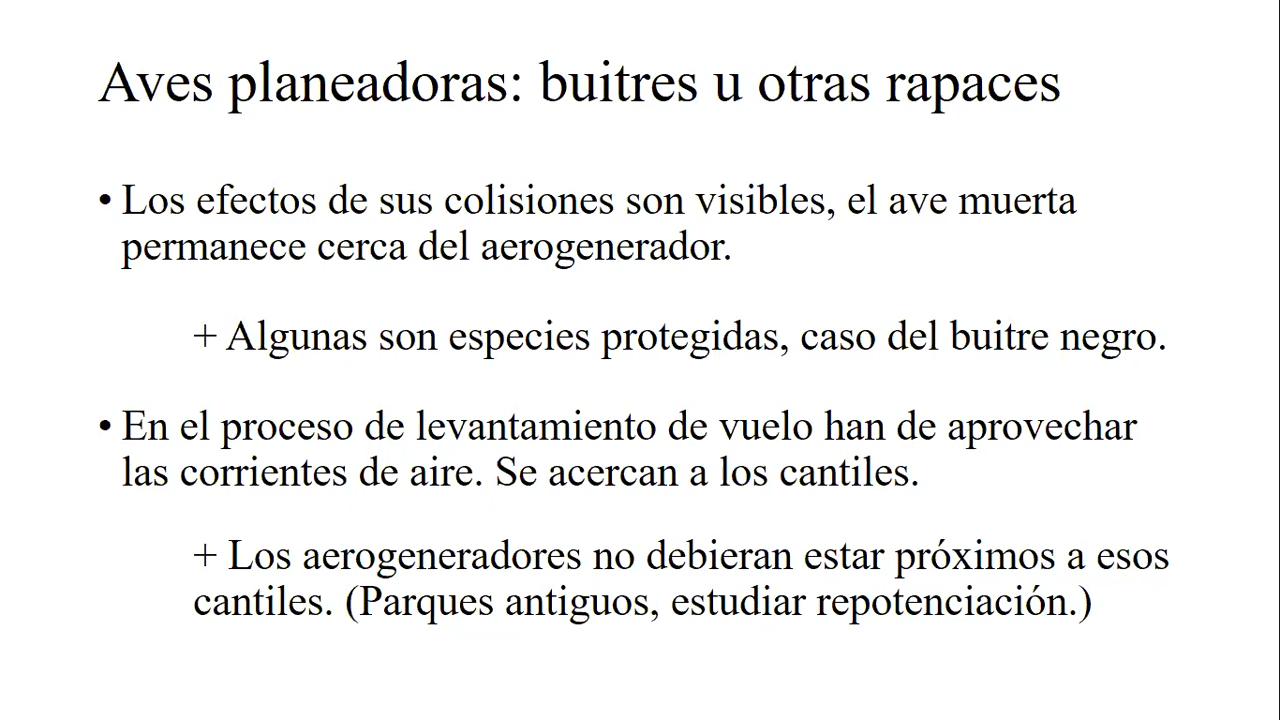 Aves planeadoras: buitres u otras rapaces
• Los efectos de sus colisiones son visibles, el ave muerta
permanece cerca del aerogenerador.
+ Algunas son especies protegidas, caso del buitre negro.
• En el proceso de levantamiento de vuelo han de aprovechar
las corrientes de aire. Se acercan a los cantiles.
+ Los aerogeneradores no debieran estar próximos a esos
cantiles. (Parques antiguos, estudiar repotenciación.)